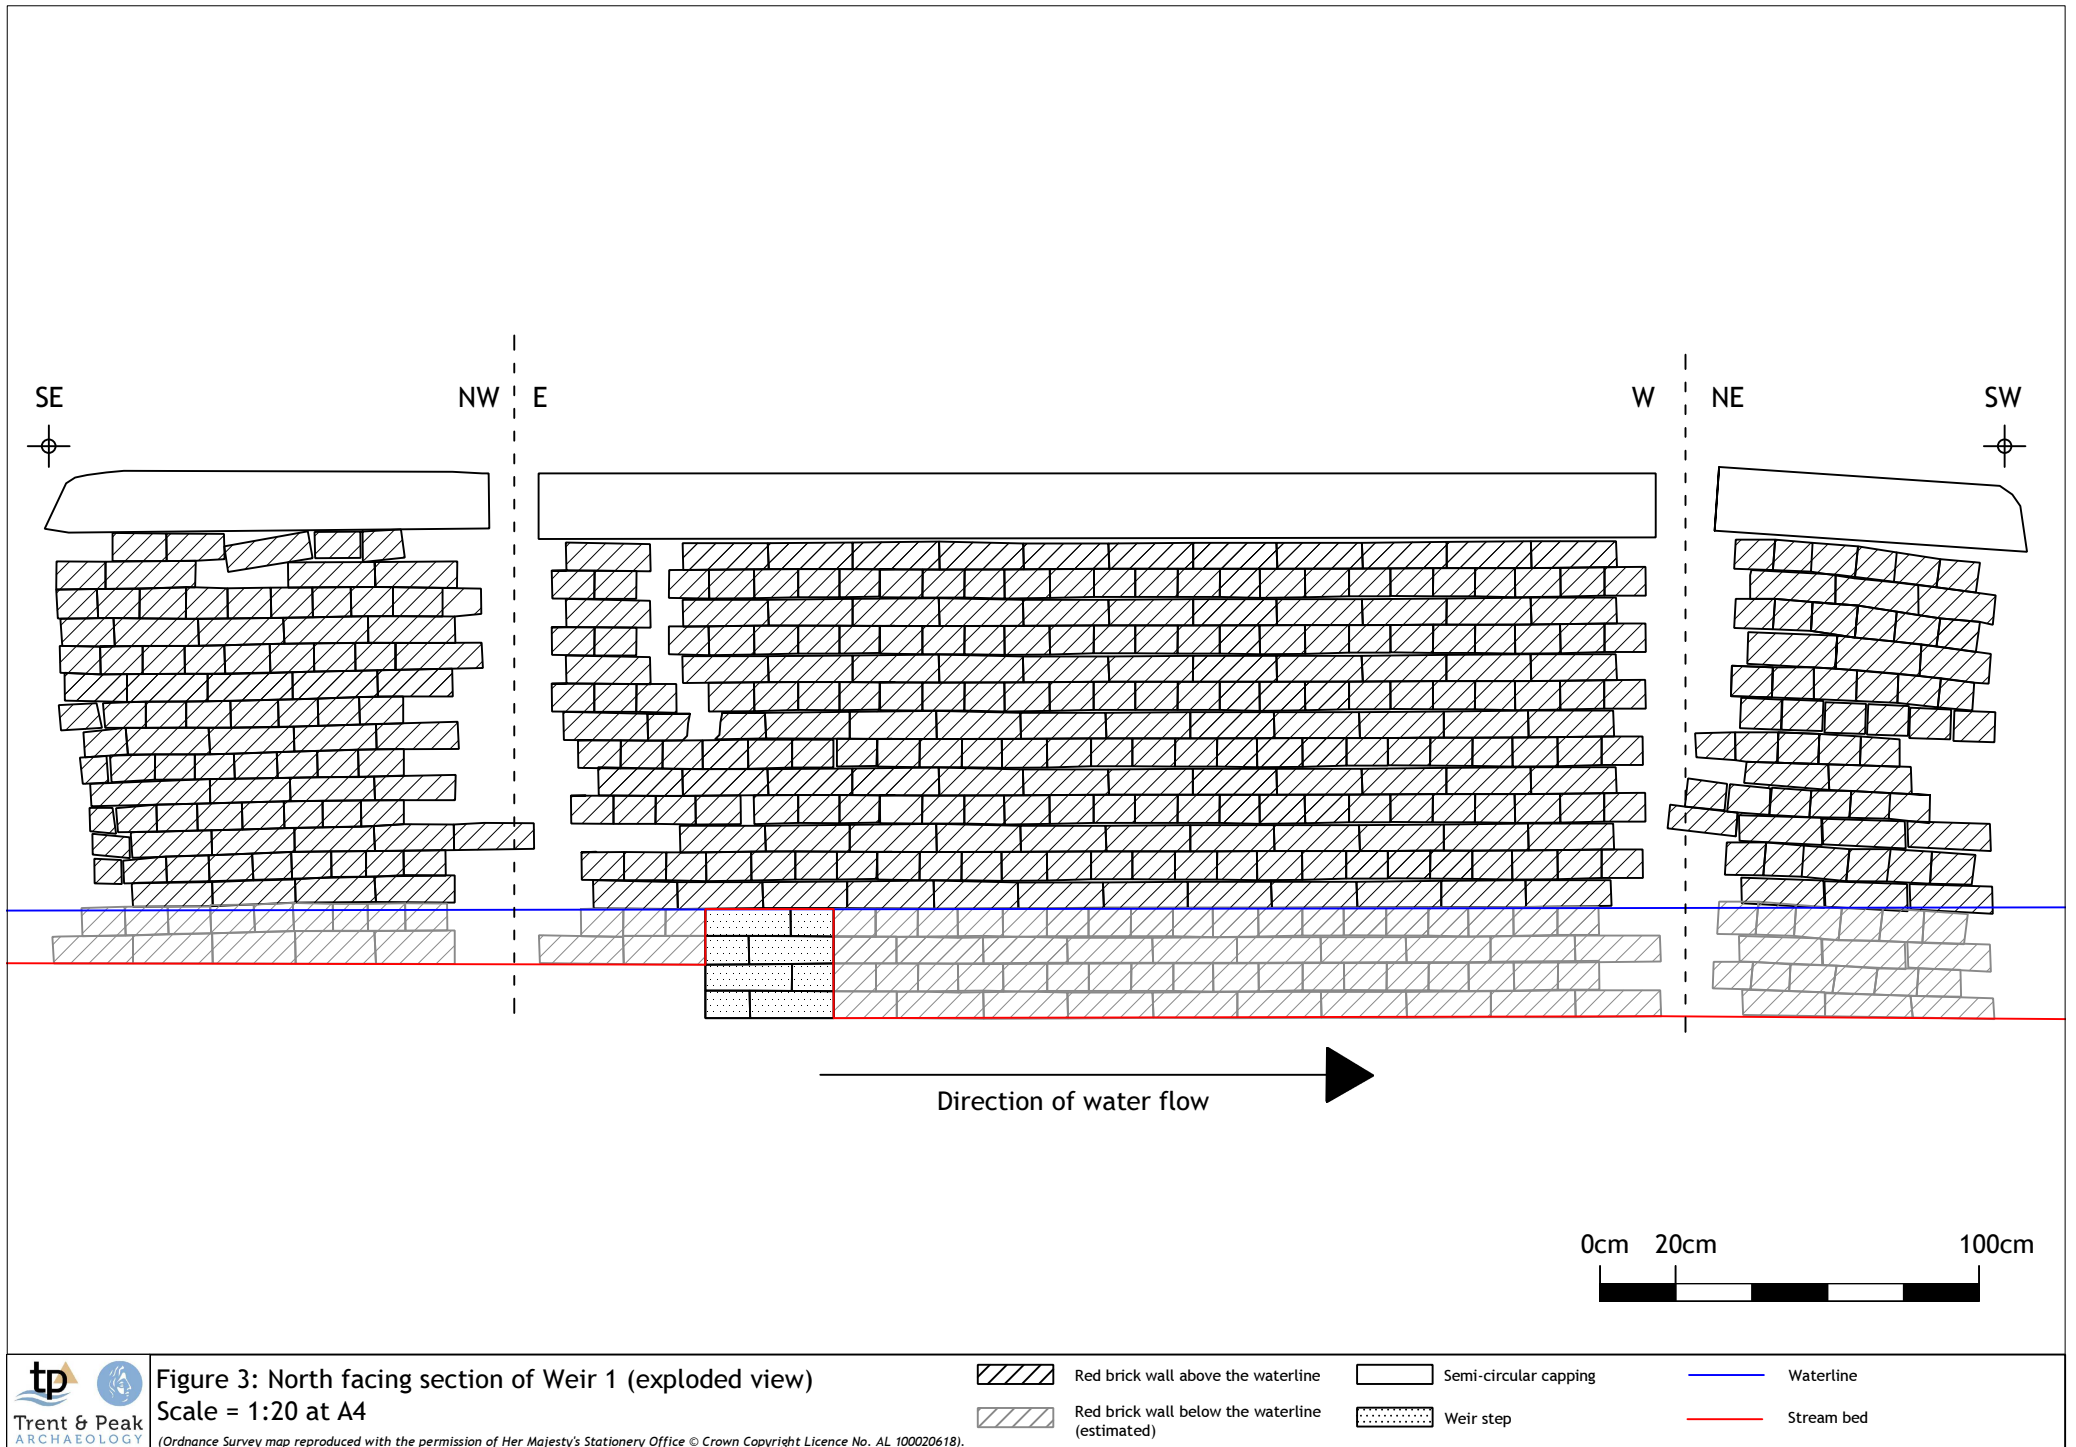 SE NW E W NE SW
Direction of water flow
0cm 20cm 100cm
tp
Trent & Peak
ARCHAEOLOGY
Figure 3: North facing section of Weir 1 (exploded view)
Scale = 1:20 at A4
(Ordnance Survey map reproduced with the permission of Her Majesty's Stationery Office © Crown Copyright Licence No. AL 100020618).
Red brick wall above the waterline
Red brick wall below the waterline
(estimated)
Semi-circular capping
Weir step
Waterline
Stream bed